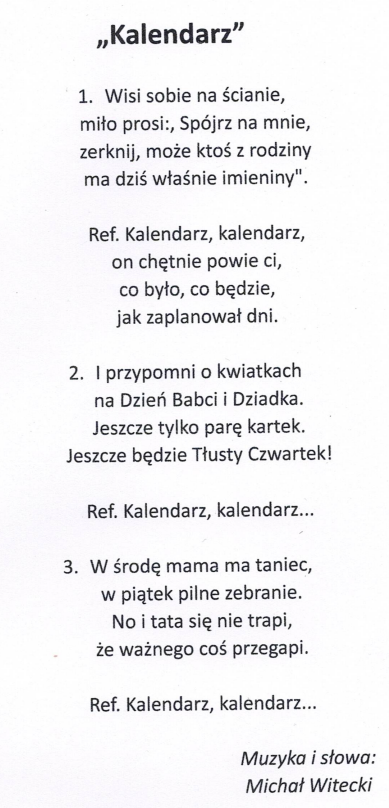 „Kalendarz”
1. Wisi sobie na ścianie,
miło prosi:, Spójrz na mnie,
zerknij, może ktoś z rodziny
ma dziś właśnie imieniny".
Ref. Kalendarz, kalendarz,
on chętnie powie ci,
co było, co będzie,
jak zaplanował dni.
2. I przypomni o kwiatkach
na Dzień Babci i Dziadka.
Jeszcze tylko parę kartek.
Jeszcze będzie Tłusty Czwartek!
Ref. Kalendarz, kalendarz...
3. W środę mama ma taniec,
w piątek pilne zebranie.
No i tata się nie trapi,
że ważnego coś przegapi.
Ref. Kalendarz, kalendarz...
Muzyka i słowa:
Michał Witecki